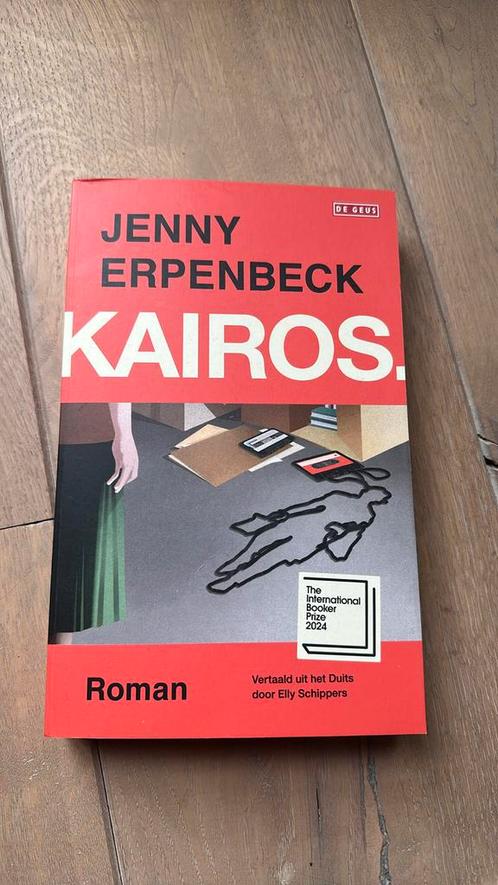 DE GEUS
JENNY
ERPENBECK
KAIROS.
The
International
Booker
Prize
2024
Roman
Vertaald uit het Duits
door Elly Schippers